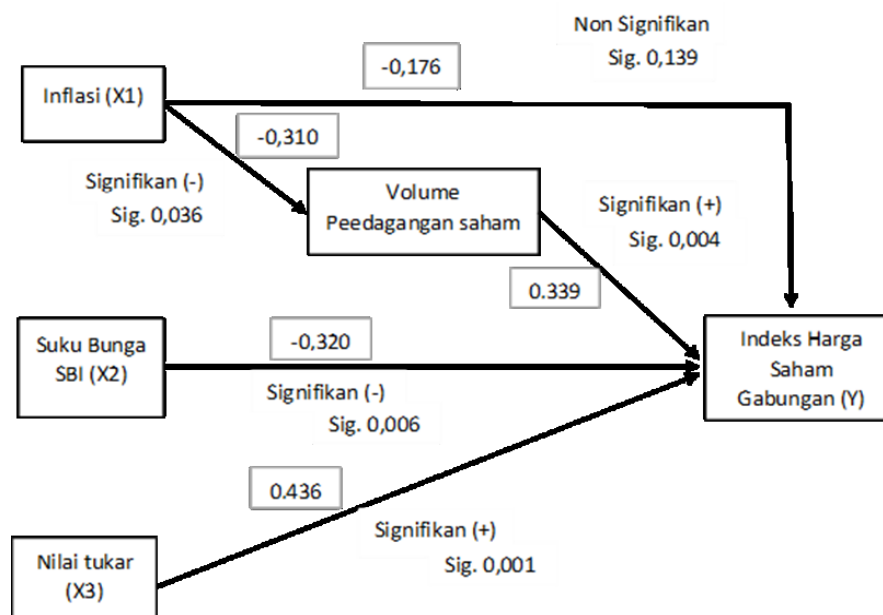 Non Signifikan
Sig. 0,139
-0,176
Inflasi (X1)
-0,310
Signifikan (-)
Sig. 0,036
Volume
Peedagangan saham
Signifikan (+)
Sig. 0,004
0.339
Suku Bunga
SBI (X2)
-0,320
Signifikan (-)
Sig. 0,006
Indeks Harga
Saham
Gabungan (Y)
0.436
Signifikan (+)
Sig. 0,001
Nilai tukar
(X3)